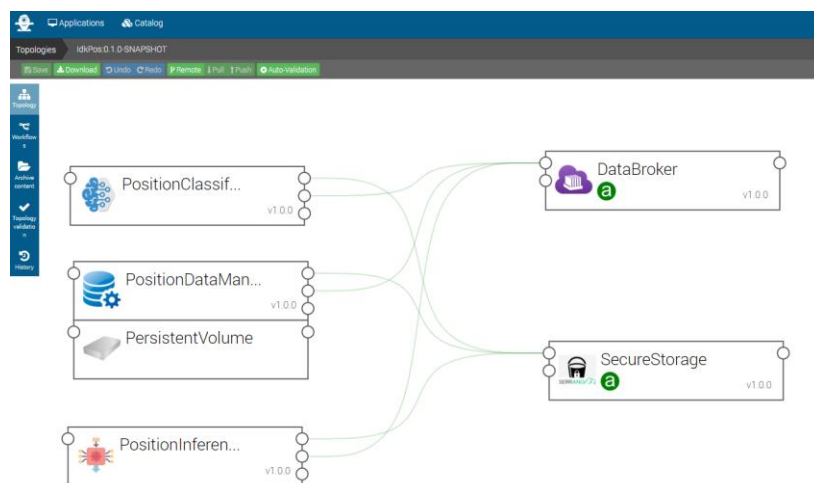 Applications Catalog
Topologies IdkPos:0.1.0-SNAPSHOT
Save Download Undo Redo Remote Pull Push Auto-Validation
Topology
Workflow
s
Archive
content
Topology
validatio
n
History
PositionClassif...
v1.0.0
DataBroker
a
v1.0.0
PositionDataMan...
v1.0.0
PersistentVolume
SecureStorage
a
v1.0.0
PositionInferen...
v1.0.0